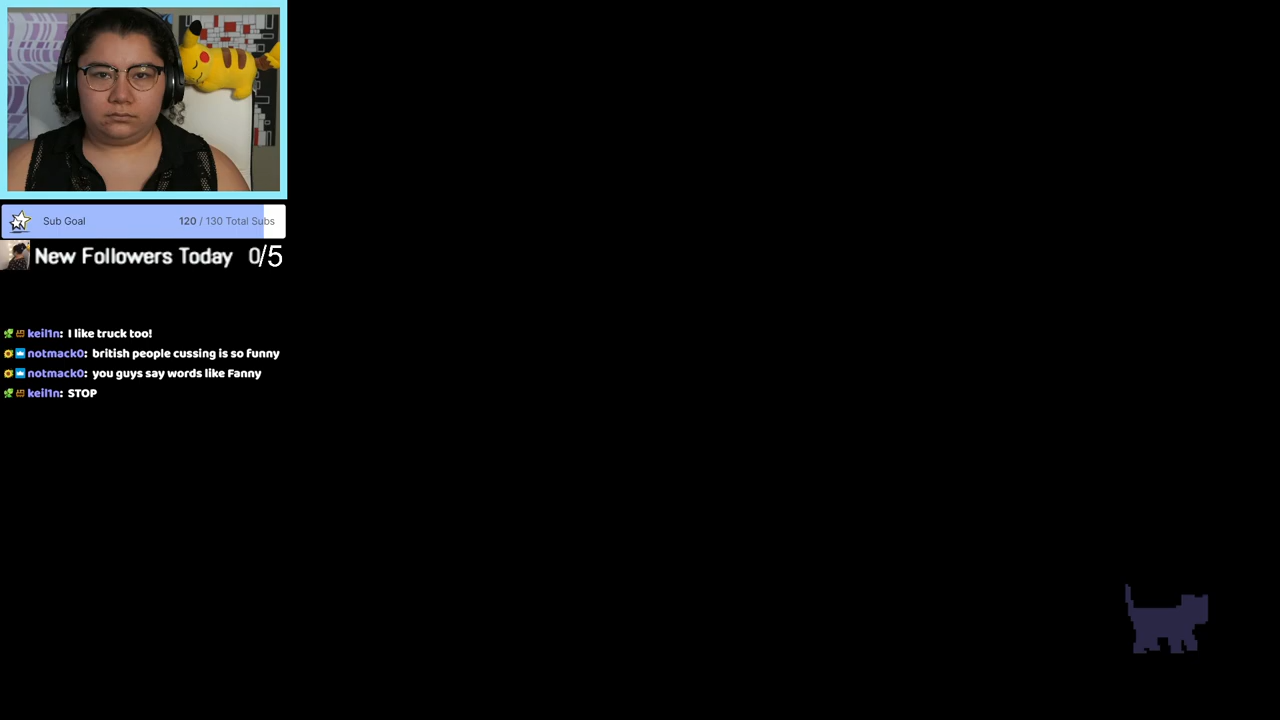 Sub Goal 120 / 130 Total Subs
New Followers Today 0/5
keil1n: I like truck too!
notmack0: british people cussing is so funny
notmack0: you guys say words like Fanny
keil1n: STOP